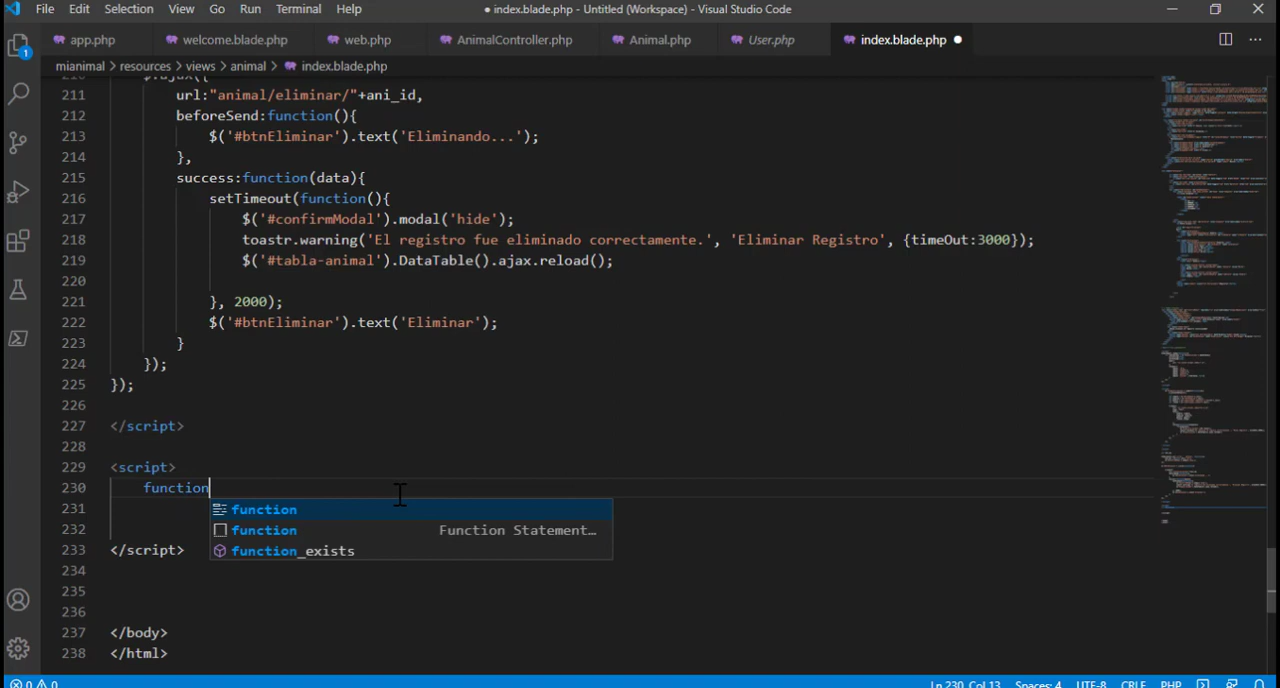 File Edit Selection View Go Run Terminal Help ● index.blade.php - Untitled (Workspace) - Visual Studio Code
app.php welcome.blade.php web.php AnimalController.php Animal.php User.php index.blade.php
mianimal > resources > views > animal > index.blade.php
210 $.ajax({
211 url:"animal/eliminar/"+ani_id,
212 beforeSend:function(){
213 $('#btnEliminar').text('Eliminando...');
214 },
215 success:function(data){
216 setTimeout(function(){
217 $('#confirmModal').modal('hide');
218 toastr.warning('El registro fue eliminado correctamente.', 'Eliminar Registro', {timeOut:3000});
219 $('#tabla-animal').DataTable().ajax.reload();
220
221 }, 2000);
222 $('#btnEliminar').text('Eliminar');
223 }
224 });
225 });
226
227 </script>
228
229 <script>
230 function
231 function
232 function Function Statement…
function_exists
233 </script>
234
235
236
237 </body>
238 </html>
1
0 0 Ln 230, Col 13 Spaces: 4 UTF-8 CRLF PHP